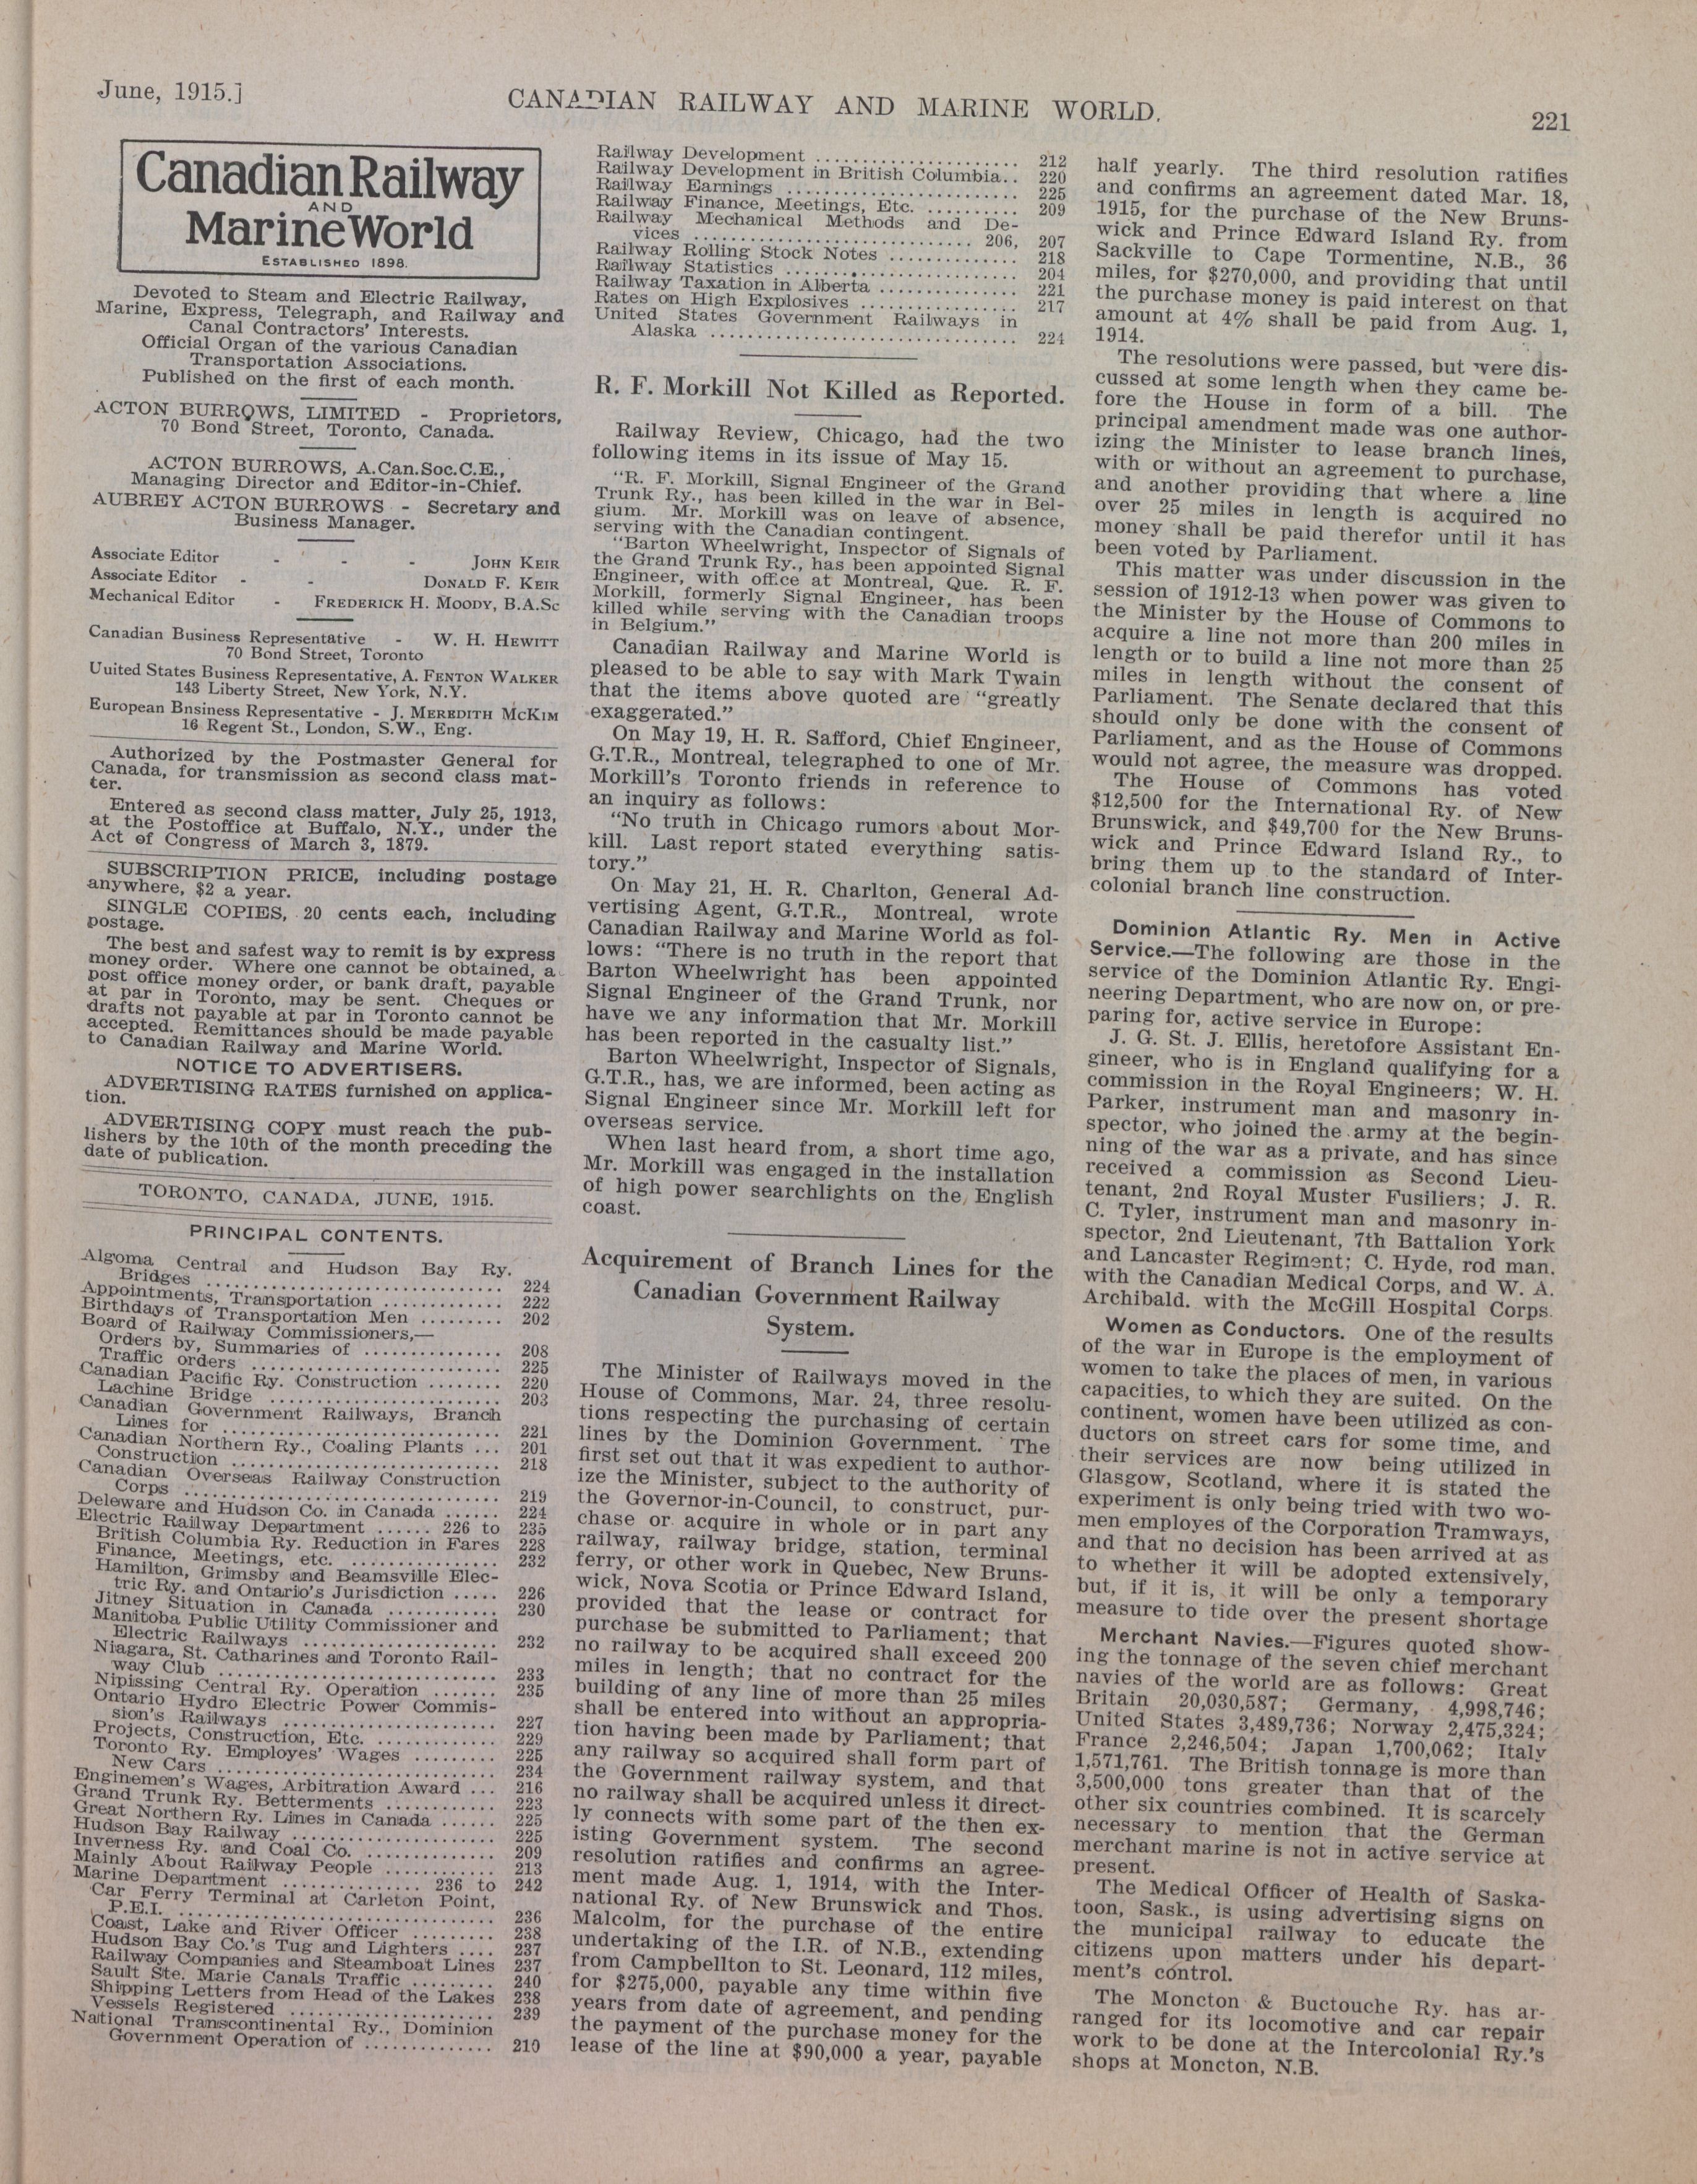 June, 1915.]
CANADIAN RAILWAY AND MARINE WORLD.
221
Canadian Railway
AND
Marine World
ESTABLISHED 1898.
Devoted to Steam and Electric Railway,
Marine, Express, Telegraph, and Railway and
Canal Contractors' Interests.
Official Organ of the various Canadian
Transportation Associations.
Published on the first of each month.
ACTON BURROWS, LIMITED - Proprietors,
70 Bond Street, Toronto, Canada.
ACTON BURROWS, A.Can.Soc.C.E.,
Managing Director and Editor-in-Chief.
AUBREY ACTON BURROWS - Secretary and
Business Manager.
Associate Editor - - - JOHN KEIR
Associate Editor - - DONALD F. KEIR
Mechanical Editor - FREDERICK H. MOODY, B.A.Sc
Canadian Business Representative - W. H. HEWITT
70 Bond Street, Toronto
United States Business Representative, A. FENTON WALKER
143 Liberty Street, New York, N.Y.
European Bnsiness Representative - J. MEREDITH MCKIM
16 Regent St., London, S.W., Eng.
Authorized by the Postmaster General for
Canada, for transmission as second class mat-
ter.
Entered as second class matter, July 25, 1913,
at the Postoffice at Buffalo, N.Y., under the
Act of Congress of March 3, 1879.
SUBSCRIPTION PRICE, including postage
anywhere, $2 a year.
SINGLE COPIES, 20 cents each, including
postage.
The best and safest way to remit is by express
money order. Where one cannot be obtained, a
post office money order, or bank draft, payable
at par in Toronto, may be sent. Cheques or
drafts not payable at par in Toronto cannot be
accepted. Remittances should be made payable
to Canadian Railway and Marine World.
NOTICE TO ADVERTISERS.
ADVERTISING RATES furnished on applica-
tion.
ADVERTISING COPY must reach the pub-
lishers by the 10th of the month preceding the
date of publication.
TORONTO, CANADA, JUNE, 1915.
PRINCIPAL CONTENTS.
Algoma Central and Hudson Bay Ry.
Bridges ................................ 224
Appointments, Transportation ............. 222
Birthdays of Transportation Men ......... 202
Board of Railway Commissioners,—
Orders by, Summaries of ............... 208
Traffic orders ........................... 225
Canadian Pacific Ry. Construction ........ 220
Lachine Bridge ......................... 203
Canadian Government Railways, Branch
Lines for .............................. 221
Canadian Northern Ry., Coaling Plants ... 201
Construction ............................. 218
Canadian Overseas Railway Construction
Corps .................................. 219
Deleware and Hudson Co. in Canada ...... 224
Electric Railway Department ...... 226 to 235
British Columbia Ry. Reduction in Fares 228
Finance, Meetings, etc. ................ 232
Hamilton, Grimsby and Beamsville Elec-
tric Ry. and Ontario's Jurisdiction ..... 226
Jitney Situation in Canada ............ 230
Manitoba Public Utility Commissioner and
Electric Railways ..................... 232
Niagara, St. Catharines and Toronto Rail-
way Club .............................. 233
Nipissing Central Ry. Operation ....... 235
Ontario Hydro Electric Power Commis-
sion's Railways ....................... 227
Projects, Construction, Etc. ............. 229
Toronto Ry. Employes' Wages ......... 225
New Cars .............................. 234
Enginemen's Wages, Arbitration Award ... 216
Grand Trunk Ry. Betterments ............ 223
Great Northern Ry. Lines in Canada ...... 225
Hudson Bay Railway ...................... 225
Inverness Ry. and Coal Co. .............. 209
Mainly About Railway People ............ 213
Marine Department ............... 236 to 242
Car Ferry Terminal at Carleton Point,
P.E.I. .................................. 236
Coast, Lake and River Officer ......... 238
Hudson Bay Co.'s Tug and Lighters .... 237
Railway Companies and Steamboat Lines 237
Sault Ste. Marie Canals Traffic ......... 240
Shipping Letters from Head of the Lakes 238
Vessels Registered ..................... 239
National Transcontinental Ry., Dominion
Government Operation of .............. 210
Railway Development ...................... 212
Railway Development in British Columbia.. 220
Railway Earnings ......................... 225
Railway Finance, Meetings, Etc. .......... 209
Railway Mechanical Methods and De-
vices .............................. 206, 207
Railway Rolling Stock Notes .............. 218
Railway Statistics ......................... 204
Railway Taxation in Alberta ............... 221
Rates on High Explosives ................. 217
United States Government Railways in
Alaska .................................. 224
R. F. Morkill Not Killed as Reported.
Railway Review, Chicago, had the two
following items in its issue of May 15.
"R. F. Morkill, Signal Engineer of the Grand
Trunk Ry., has been killed in the war in Bel-
gium. Mr. Morkill was on leave of absence,
serving with the Canadian contingent.
"Barton Wheelwright, Inspector of Signals of
the Grand Trunk Ry., has been appointed Signal
Engineer, with office at Montreal, Que. R. F.
Morkill, formerly Signal Engineer, has been
killed while serving with the Canadian troops
in Belgium."
Canadian Railway and Marine World is
pleased to be able to say with Mark Twain
that the items above quoted are "greatly
exaggerated."
On May 19, H. R. Safford, Chief Engineer,
G.T.R., Montreal, telegraphed to one of Mr.
Morkill's Toronto friends in reference to
an inquiry as follows:
"No truth in Chicago rumors about Mor-
kill. Last report stated everything satis-
tory."
On May 21, H. R. Charlton, General Ad-
vertising Agent, G.T.R., Montreal, wrote
Canadian Railway and Marine World as fol-
lows: "There is no truth in the report that
Barton Wheelwright has been appointed
Signal Engineer of the Grand Trunk, nor
have we any information that Mr. Morkill
has been reported in the casualty list."
Barton Wheelwright, Inspector of Signals,
G.T.R., has, we are informed, been acting as
Signal Engineer since Mr. Morkill left for
overseas service.
When last heard from, a short time ago,
Mr. Morkill was engaged in the installation
of high power searchlights on the English
coast.
Acquirement of Branch Lines for the
Canadian Government Railway
System.
The Minister of Railways moved in the
House of Commons, Mar. 24, three resolu-
tions respecting the purchasing of certain
lines by the Dominion Government. The
first set out that it was expedient to author-
ize the Minister, subject to the authority of
the Governor-in-Council, to construct, pur-
chase or acquire in whole or in part any
railway, railway bridge, station, terminal
ferry, or other work in Quebec, New Bruns-
wick, Nova Scotia or Prince Edward Island,
provided that the lease or contract for
purchase be submitted to Parliament; that
no railway to be acquired shall exceed 200
miles in length; that no contract for the
building of any line of more than 25 miles
shall be entered into without an appropria-
tion having been made by Parliament; that
any railway so acquired shall form part of
the Government railway system, and that
no railway shall be acquired unless it direct-
ly connects with some part of the then ex-
isting Government system. The second
resolution ratifies and confirms an agree-
ment made Aug. 1, 1914, with the Inter-
national Ry. of New Brunswick and Thos.
Malcolm, for the purchase of the entire
undertaking of the I.R. of N.B., extending
from Campbellton to St. Leonard, 112 miles,
for $275,000, payable any time within five
years from date of agreement, and pending
the payment of the purchase money for the
lease of the line at $90,000 a year, payable
half yearly. The third resolution ratifies
and confirms an agreement dated Mar. 18,
1915, for the purchase of the New Bruns-
wick and Prince Edward Island Ry. from
Sackville to Cape Tormentine, N.B., 36
miles, for $270,000, and providing that until
the purchase money is paid interest on that
amount at 4% shall be paid from Aug. 1,
1914.
The resolutions were passed, but were dis-
cussed at some length when they came be-
fore the House in form of a bill. The
principal amendment made was one author-
izing the Minister to lease branch lines,
with or without an agreement to purchase,
and another providing that where a line
over 25 miles in length is acquired no
money shall be paid therefor until it has
been voted by Parliament.
This matter was under discussion in the
session of 1912-13 when power was given to
the Minister by the House of Commons to
acquire a line not more than 200 miles in
length or to build a line not more than 25
miles in length without the consent of
Parliament. The Senate declared that this
should only be done with the consent of
Parliament, and as the House of Commons
would not agree, the measure was dropped.
The House of Commons has voted
$12,500 for the International Ry. of New
Brunswick, and $49,700 for the New Bruns-
wick and Prince Edward Island Ry., to
bring them up to the standard of Inter-
colonial branch line construction.
Dominion Atlantic Ry. Men in Active
Service.—The following are those in the
service of the Dominion Atlantic Ry. Engi-
neering Department, who are now on, or pre-
paring for, active service in Europe:
J. G. St. J. Ellis, heretofore Assistant En-
gineer, who is in England qualifying for a
commission in the Royal Engineers; W. H.
Parker, instrument man and masonry in-
spector, who joined the army at the begin-
ning of the war as a private, and has since
received a commission as Second Lieu-
tenant, 2nd Royal Muster Fusiliers; J. R.
C. Tyler, instrument man and masonry in-
spector, 2nd Lieutenant, 7th Battalion York
and Lancaster Regiment; C. Hyde, rod man.
with the Canadian Medical Corps, and W. A.
Archibald. with the McGill Hospital Corps.
Women as Conductors. One of the results
of the war in Europe is the employment of
women to take the places of men, in various
capacities, to which they are suited. On the
continent, women have been utilized as con-
ductors on street cars for some time, and
their services are now being utilized in
Glasgow, Scotland, where it is stated the
experiment is only being tried with two wo-
men employes of the Corporation Tramways,
and that no decision has been arrived at as
to whether it will be adopted extensively,
but, if it is, it will be only a temporary
measure to tide over the present shortage
Merchant Navies.—Figures quoted show-
ing the tonnage of the seven chief merchant
navies of the world are as follows: Great
Britain 20,030,587; Germany, 4,998,746;
United States 3,489,736; Norway 2,475,324;
France 2,246,504; Japan 1,700,062; Italy
1,571,761. The British tonnage is more than
3,500,000 tons greater than that of the
other six countries combined. It is scarcely
necessary to mention that the German
merchant marine is not in active service at
present.
The Medical Officer of Health of Saska-
toon, Sask., is using advertising signs on
the municipal railway to educate the
citizens upon matters under his depart-
ment's control.
The Moncton & Buctouche Ry. has ar-
ranged for its locomotive and car repair
work to be done at the Intercolonial Ry.'s
shops at Moncton, N.B.